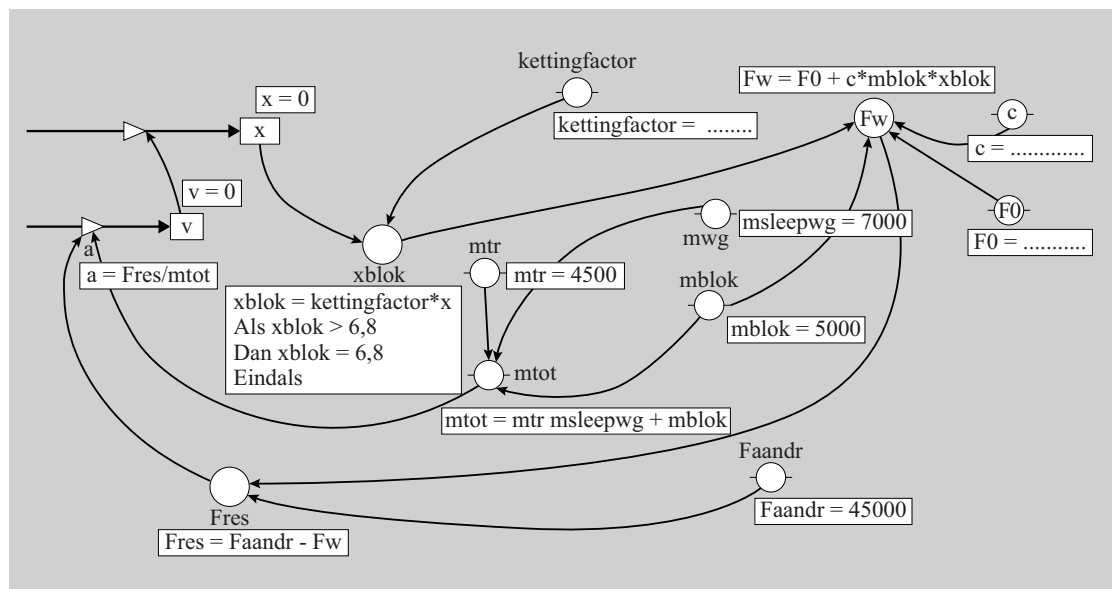 kettingfactor
kettingfactor = ........
Fw = F0 + c*mblok*xblok
Fw
c
c = .............
F0
F0 = ...........
x = 0
x
v = 0
v
a
a = Fres/mtot
xblok
xblok = kettingfactor*x
Als xblok > 6,8
Dan xblok = 6,8
Eindals
mtr
mtr = 4500
mwg
msleepwg = 7000
mblok
mblok = 5000
mtot
mtot = mtr msleepwg + mblok
Faandr
Faandr = 45000
Fres
Fres = Faandr - Fw